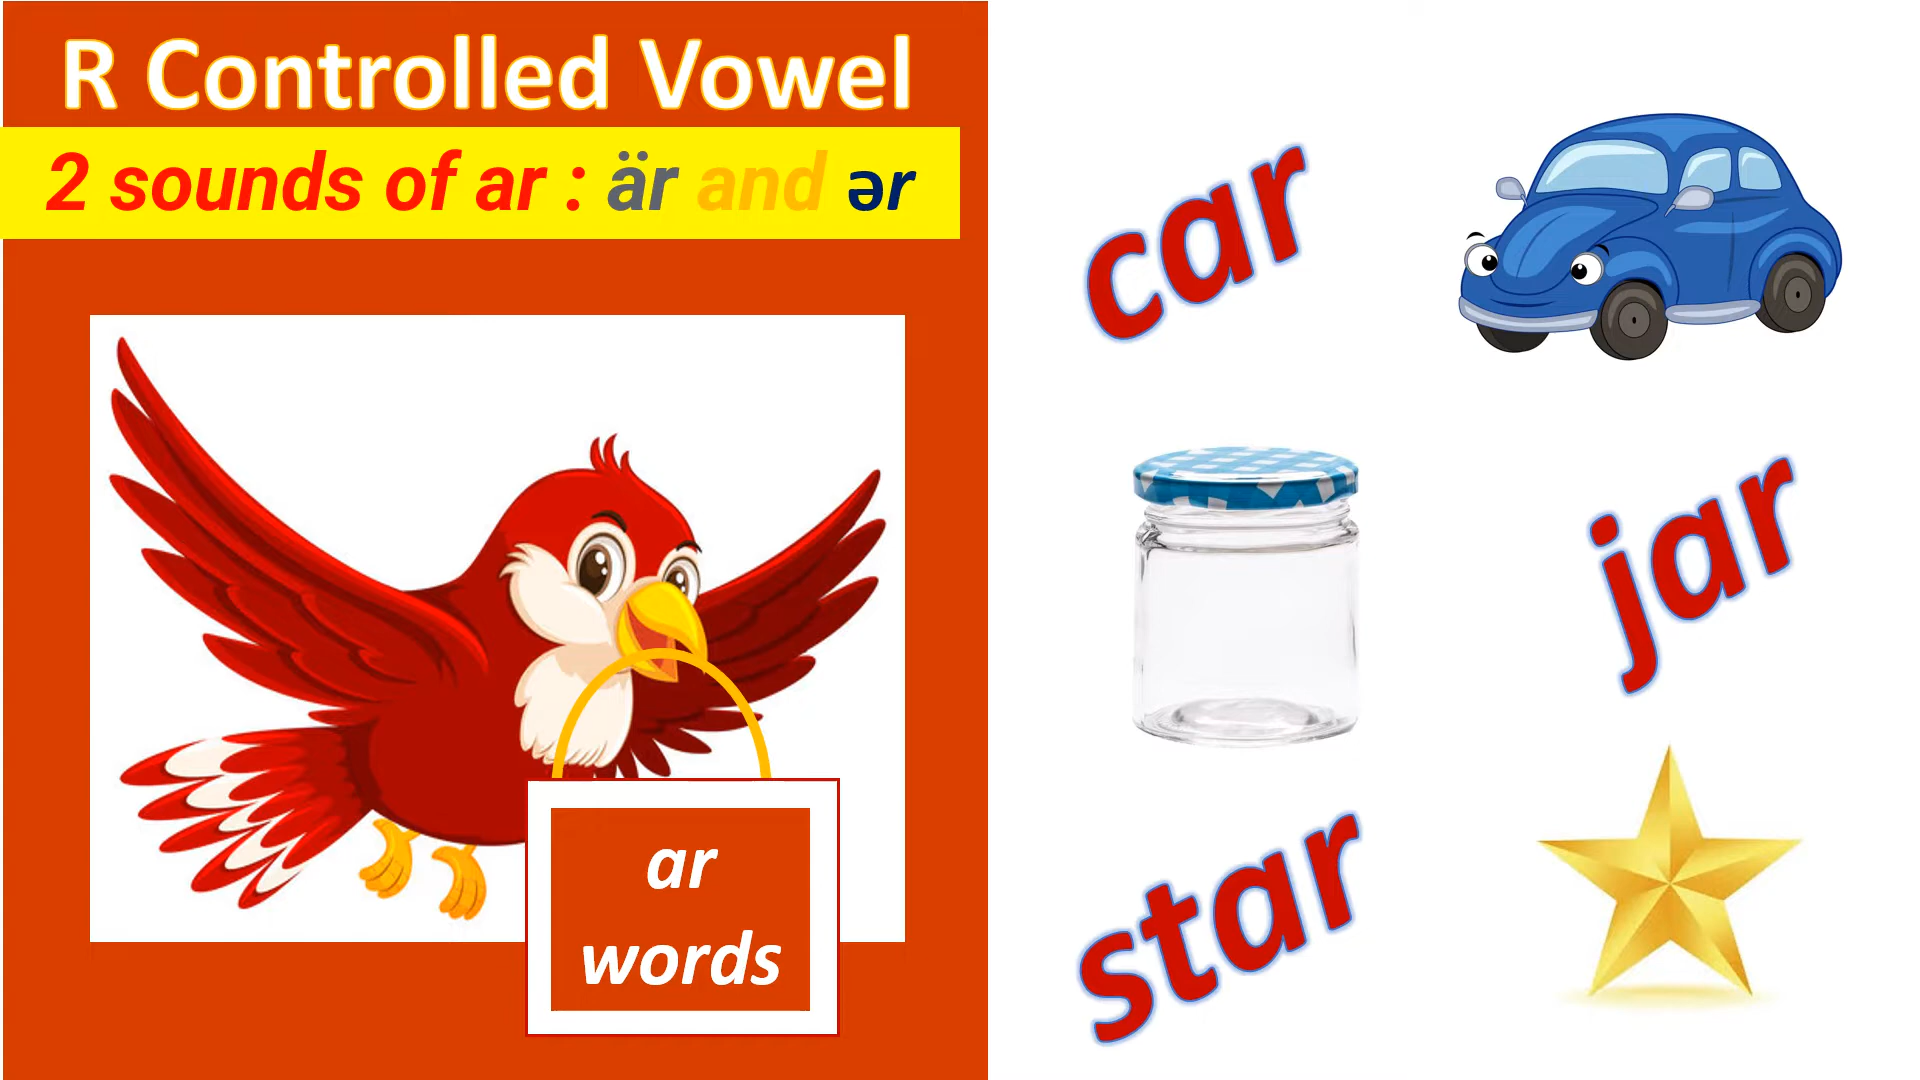 R Controlled Vowel
2 sounds of ar : är and ər
car
jar
star
ar
words